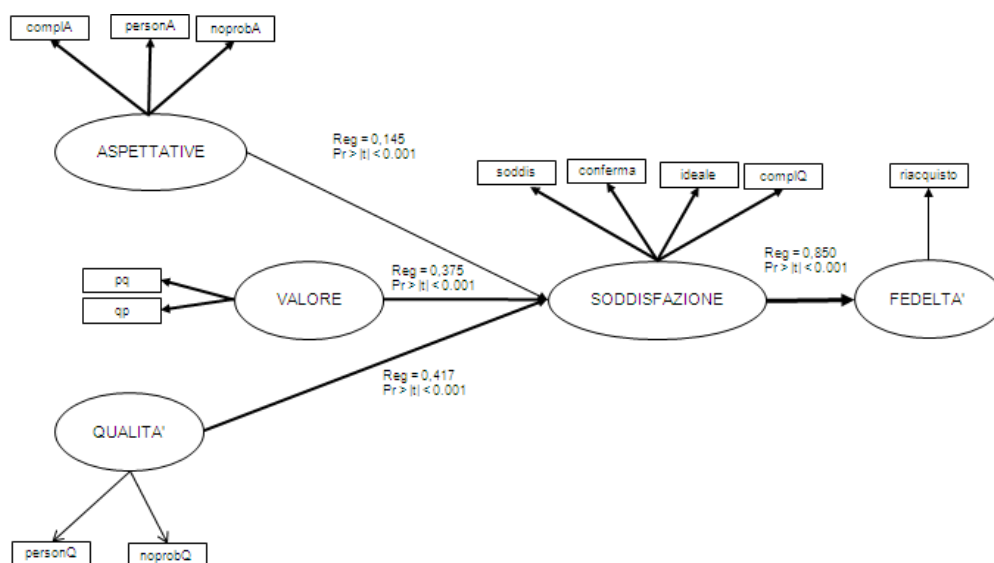 complA
personA
noprobA
ASPETTATIVE
Reg = 0,145
Pr > |t| < 0.001
soddis
conferma
ideale
complQ
riacquisto
pq
qp
VALORE
Reg = 0,375
Pr > |t| < 0.001
SODDISFAZIONE
Reg = 0,850
Pr > |t| < 0.001
FEDELTA'
Reg = 0,417
Pr > |t| < 0.001
QUALITA'
personQ
noprobQ